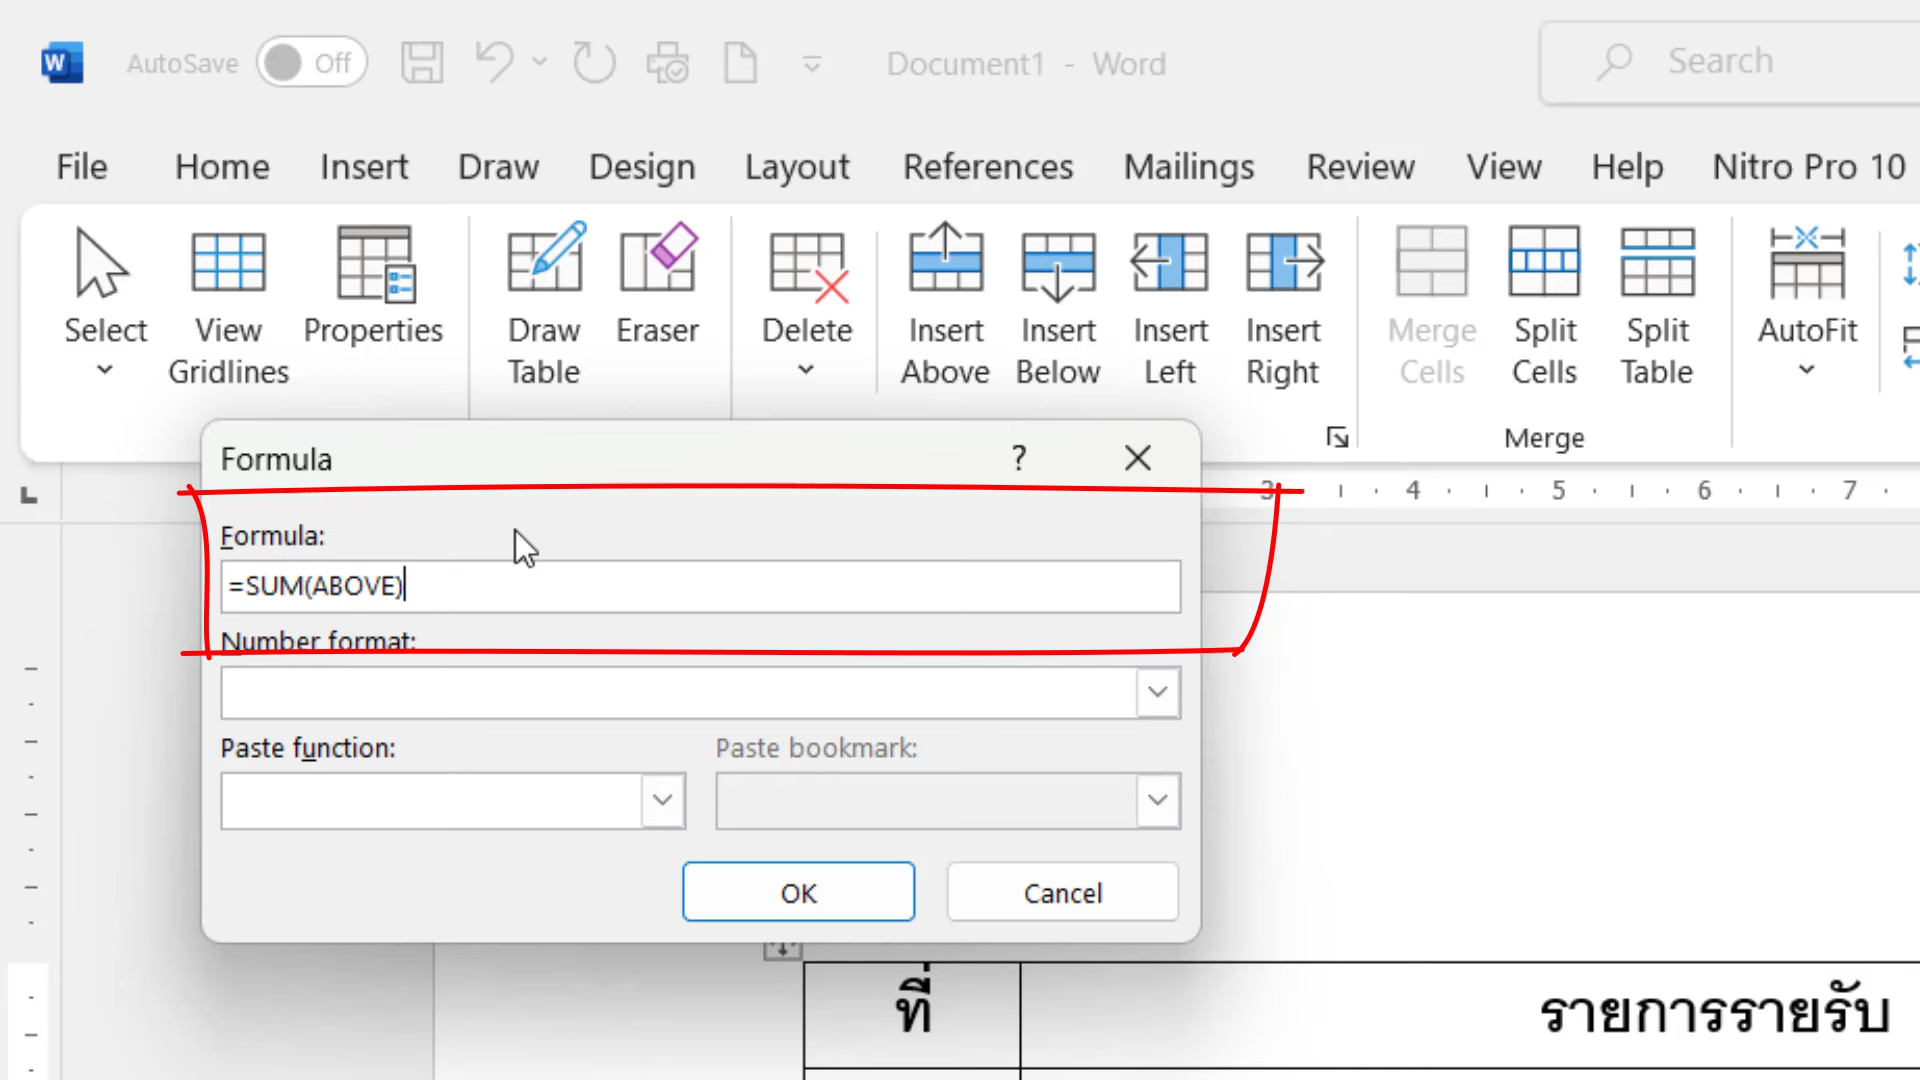 AutoSave Off Document1 - Word Search
File Home Insert Draw Design Layout References Mailings Review View Help Nitro Pro 10
Select View Gridlines Properties Draw Table Eraser Delete Insert Above Insert Below Insert Left Insert Right Merge Cells Split Cells Split Table AutoFit
Merge
Formula ?
3 4 5 6 7
Formula:
=SUM(ABOVE)
Number format:
Paste function: Paste bookmark:
OK Cancel
ที่ รายการรายรับ